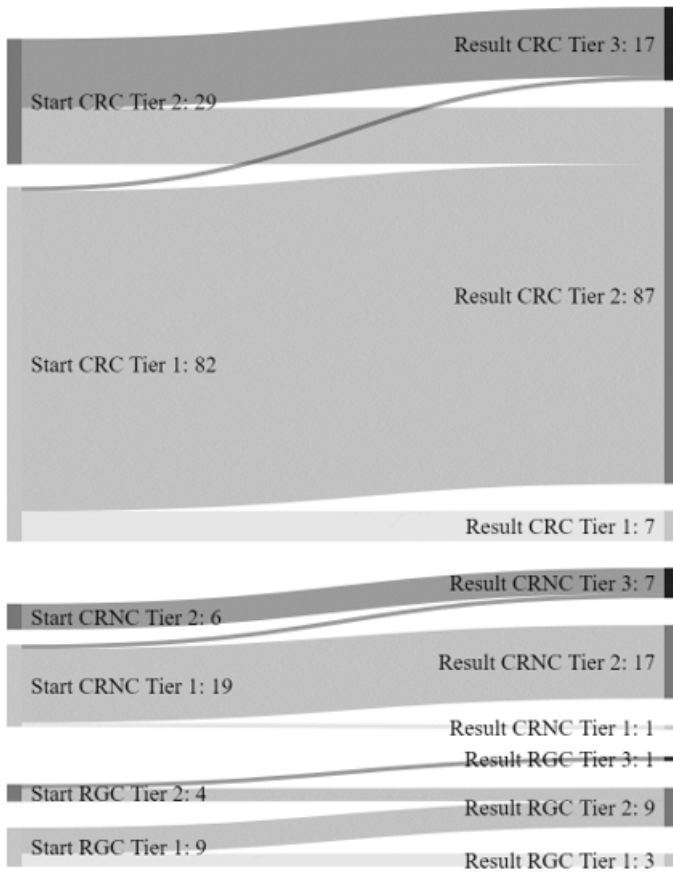 Result CRC Tier 3: 17
Start CRC Tier 2: 29
Result CRC Tier 2: 87
Start CRC Tier 1: 82
Result CRC Tier 1: 7
Result CRNC Tier 3: 7
Start CRNC Tier 2: 6
Result CRNC Tier 2: 17
Start CRNC Tier 1: 19
Result CRNC Tier 1: 1
Result RGC Tier 3: 1
Start RGC Tier 2: 4
Result RGC Tier 2: 9
Start RGC Tier 1: 9
Result RGC Tier 1: 3